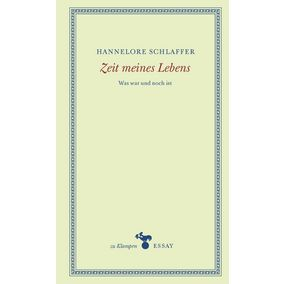 HANNELORE SCHLAFFER
Zeit meines Lebens
Was war und noch ist
zu Klampen ESSAY